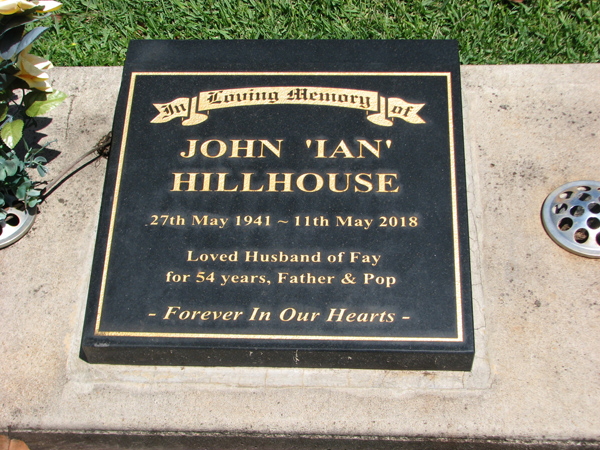 In Loving Memory of
JOHN 'IAN'
HILLHOUSE
27th May 1941 ~ 11th May 2018
Loved Husband of Fay
for 54 years, Father & Pop
- Forever In Our Hearts -